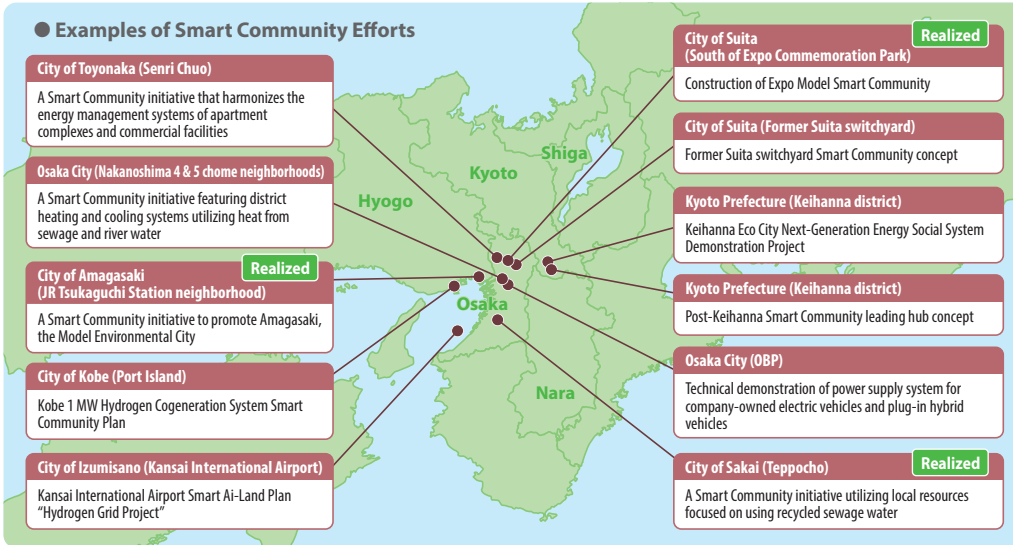 ● Examples of Smart Community Efforts
City of Toyonaka (Senri Chuo)
A Smart Community initiative that harmonizes the
energy management systems of apartment
complexes and commercial facilities
Osaka City (Nakanoshima 4 & 5 chome neighborhoods)
A Smart Community initiative featuring district
heating and cooling systems utilizing heat from
sewage and river water
Realized
City of Amagasaki
(JR Tsukaguchi Station neighborhood)
A Smart Community initiative to promote Amagasaki,
the Model Environmental City
City of Kobe (Port Island)
Kobe 1 MW Hydrogen Cogeneration System Smart
Community Plan
City of Izumisano (Kansai International Airport)
Kansai International Airport Smart Ai-Land Plan
“Hydrogen Grid Project”
Shiga
Kyoto
Hyogo
Osaka
Nara
Realized
City of Suita
(South of Expo Commemoration Park)
Construction of Expo Model Smart Community
City of Suita (Former Suita switchyard)
Former Suita switchyard Smart Community concept
Kyoto Prefecture (Keihanna district)
Keihanna Eco City Next-Generation Energy Social System
Demonstration Project
Kyoto Prefecture (Keihanna district)
Post-Keihanna Smart Community leading hub concept
Osaka City (OBP)
Technical demonstration of power supply system for
company-owned electric vehicles and plug-in hybrid
vehicles
Realized
City of Sakai (Teppocho)
A Smart Community initiative utilizing local resources
focused on using recycled sewage water